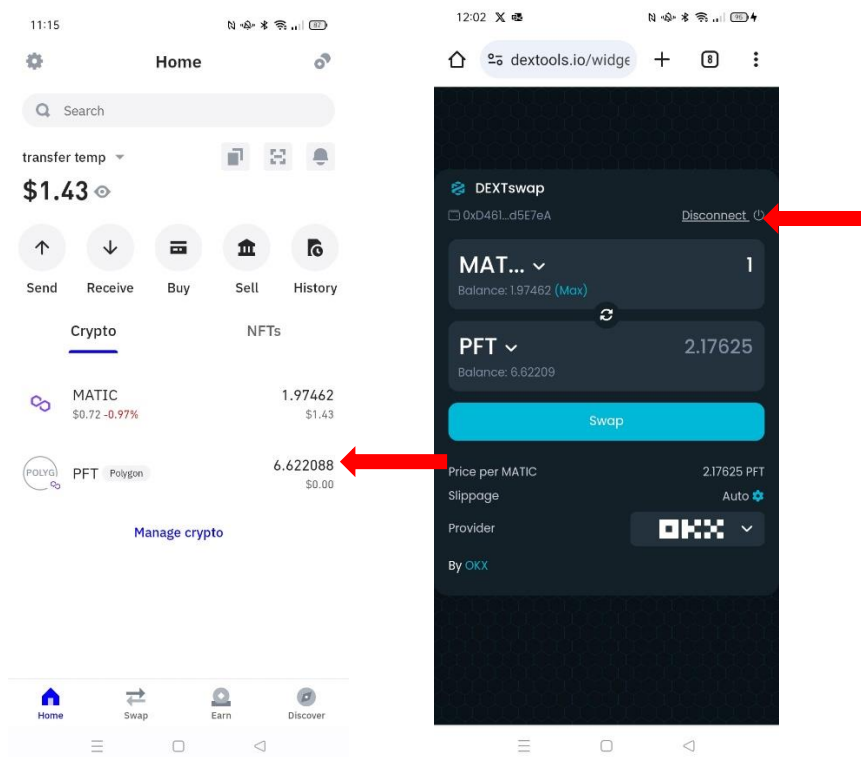 11:15
87
Home
Search
transfer temp
$1.43
Send Receive Buy Sell History
Crypto NFTs
MATIC 1.97462
$0.72 -0.97% $1.43
POLYG PFT Polygon 6.622088
$0.00
Manage crypto
Home Swap Earn Discover
12:02
dextools.io/widge
8
DEXTswap
0xD461...d5E7eA Disconnect
MAT... 1
Balance: 1.97462 (Max)
PFT 2.17625
Balance: 6.62209
Swap
Price per MATIC 2.17625 PFT
Slippage Auto
Provider OKX
By OKX